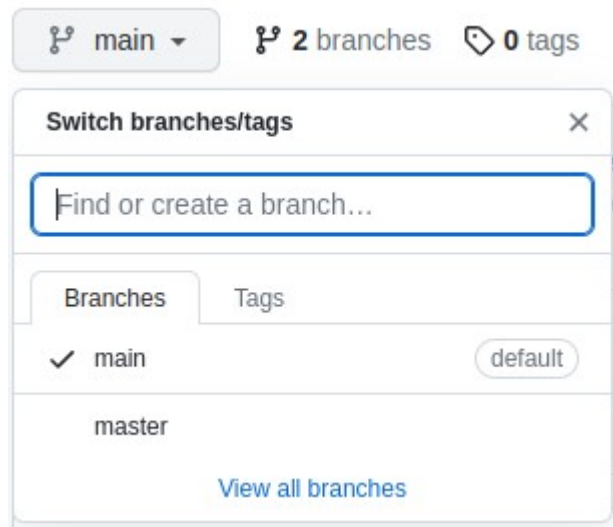 main 2 branches 0 tags
Switch branches/tags
Find or create a branch…
Branches Tags
main default
master
View all branches